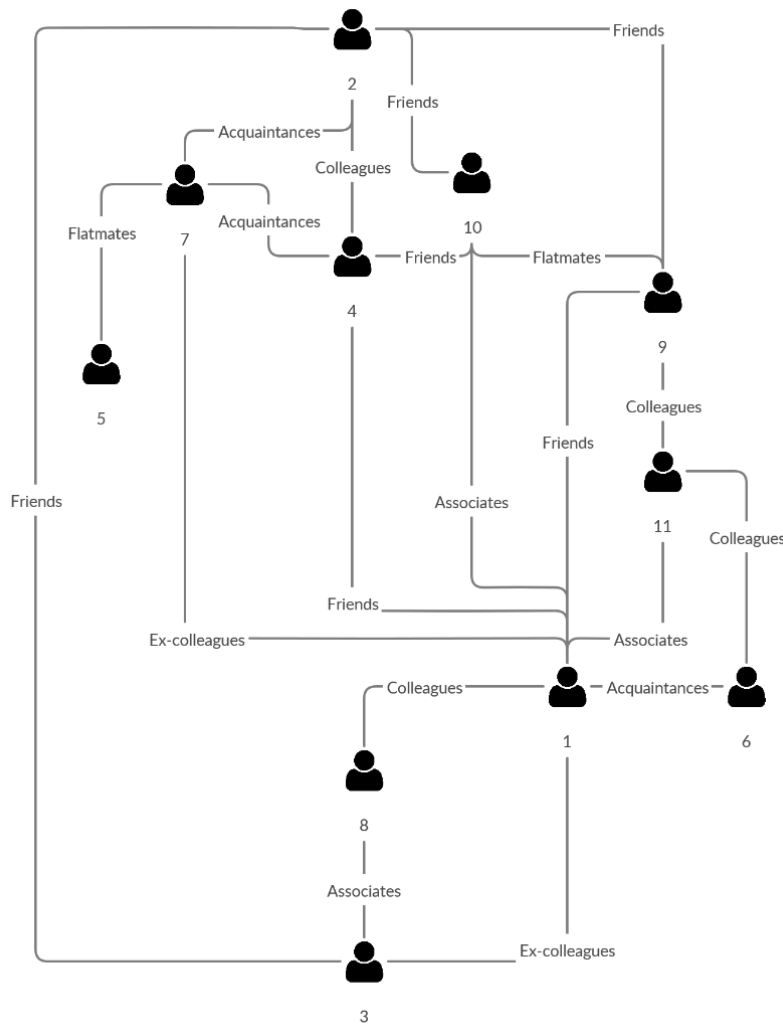 Friends
2
Friends
Acquaintances
Colleagues
Acquaintances
10
Flatmates
7
Friends
Flatmates
4
9
5
Colleagues
Friends
Friends
Associates
11
Colleagues
Friends
Ex-colleagues
Associates
Colleagues
Acquaintances
1
6
8
Associates
Ex-colleagues
3